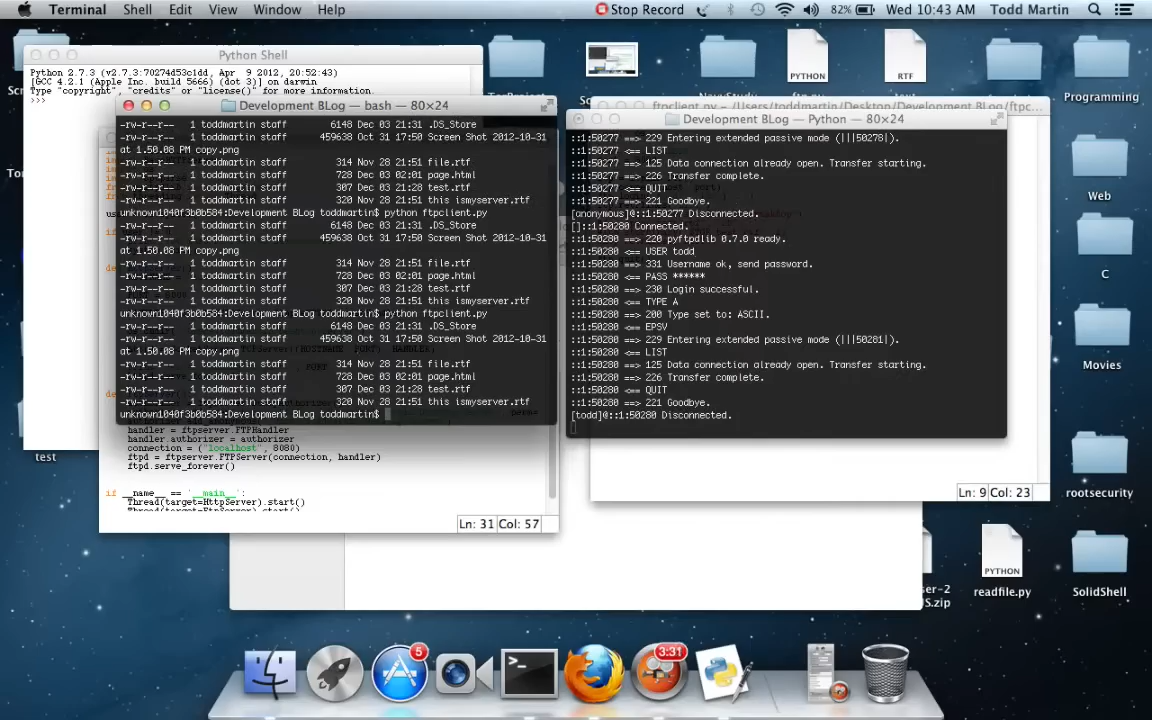 Terminal Shell Edit View Window Help Stop Record 82% Wed 10:43 AM Todd Martin
Python Shell
Python 2.7.3 (v2.7.3:70274d53c1dd, Apr 9 2012, 20:52:43)
[GCC 4.2.1 (Apple Inc. build 5666) (dot 3)] on darwin
Type "copyright", "credits" or "license()" for more information.
>>>
Development BLog — bash — 80×24
-rw-r--r-- 1 toddmartin staff 6148 Dec 03 21:31 .DS_Store
-rw-r--r-- 1 toddmartin staff 459638 Oct 31 17:50 Screen Shot 2012-10-31
at 1.50.08 PM copy.png
-rw-r--r-- 1 toddmartin staff 314 Nov 28 21:51 file.rtf
-rw-r--r-- 1 toddmartin staff 728 Dec 03 02:01 page.html
-rw-r--r-- 1 toddmartin staff 307 Dec 03 21:28 test.rtf
-rw-r--r-- 1 toddmartin staff 320 Nov 28 21:51 this ismyserver.rtf
unknown1040f3b0b584:Development BLog toddmartin$ python ftpclient.py
-rw-r--r-- 1 toddmartin staff 6148 Dec 03 21:31 .DS_Store
-rw-r--r-- 1 toddmartin staff 459638 Oct 31 17:50 Screen Shot 2012-10-31
at 1.50.08 PM copy.png
-rw-r--r-- 1 toddmartin staff 314 Nov 28 21:51 file.rtf
-rw-r--r-- 1 toddmartin staff 728 Dec 03 02:01 page.html
-rw-r--r-- 1 toddmartin staff 307 Dec 03 21:28 test.rtf
-rw-r--r-- 1 toddmartin staff 320 Nov 28 21:51 this ismyserver.rtf
unknown1040f3b0b584:Development BLog toddmartin$ python ftpclient.py
-rw-r--r-- 1 toddmartin staff 6148 Dec 03 21:31 .DS_Store
-rw-r--r-- 1 toddmartin staff 459638 Oct 31 17:50 Screen Shot 2012-10-31
at 1.50.08 PM copy.png
-rw-r--r-- 1 toddmartin staff 314 Nov 28 21:51 file.rtf
-rw-r--r-- 1 toddmartin staff 728 Dec 03 02:01 page.html
-rw-r--r-- 1 toddmartin staff 307 Dec 03 21:28 test.rtf
-rw-r--r-- 1 toddmartin staff 320 Nov 28 21:51 this ismyserver.rtf
unknown1040f3b0b584:Development BLog toddmartin$
handler = ftpserver.FTPHandler
handler.authorizer = authorizer
connection = ("localhost", 8080)
ftpd = ftpserver.FTPServer(connection, handler)
ftpd.serve_forever()
if __name__ == '__main__':
Thread(target=HttpServer).start()
Ln: 31 Col: 57
ftpclient.py - /Users/toddmartin/Desktop/Development BLog/ftpc...
Development BLog — Python — 80×24
::1:50277 ==> 229 Entering extended passive mode (|||50278|).
::1:50277 <== LIST
::1:50277 ==> 125 Data connection already open. Transfer starting.
::1:50277 ==> 226 Transfer complete.
::1:50277 <== QUIT
::1:50277 ==> 221 Goodbye.
[anonymous]@::1:50277 Disconnected.
[]::1:50280 Connected.
::1:50280 ==> 220 pyftpdlib 0.7.0 ready.
::1:50280 <== USER todd
::1:50280 ==> 331 Username ok, send password.
::1:50280 <== PASS ******
::1:50280 ==> 230 Login successful.
::1:50280 <== TYPE A
::1:50280 ==> 200 Type set to: ASCII.
::1:50280 <== EPSV
::1:50280 ==> 229 Entering extended passive mode (|||50281|).
::1:50280 <== LIST
::1:50280 ==> 125 Data connection already open. Transfer starting.
::1:50280 ==> 226 Transfer complete.
::1:50280 <== QUIT
::1:50280 ==> 221 Goodbye.
[todd]@::1:50280 Disconnected.
Ln: 9 Col: 23
PYTHON
RTF
Programming
Web
C
Movies
rootsecurity
SolidShell
PYTHON
readfile.py
S.zip
test
5
3:31